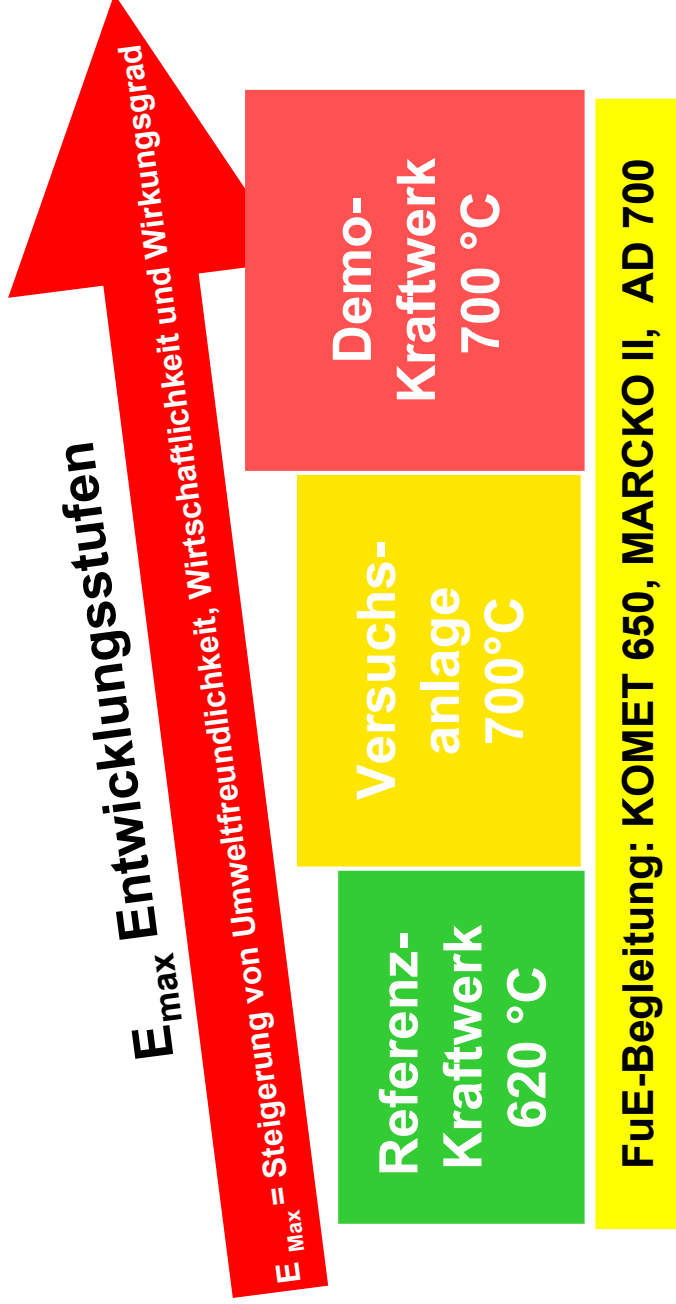 E_max Entwicklungsstufen
E_Max = Steigerung von Umweltfreundlichkeit, Wirtschaftlichkeit und Wirkungsgrad
Referenz-
Kraftwerk
620 °C
Versuchs-
anlage
700°C
Demo-
Kraftwerk
700 °C
FuE-Begleitung: KOMET 650, MARCKO II, AD 700